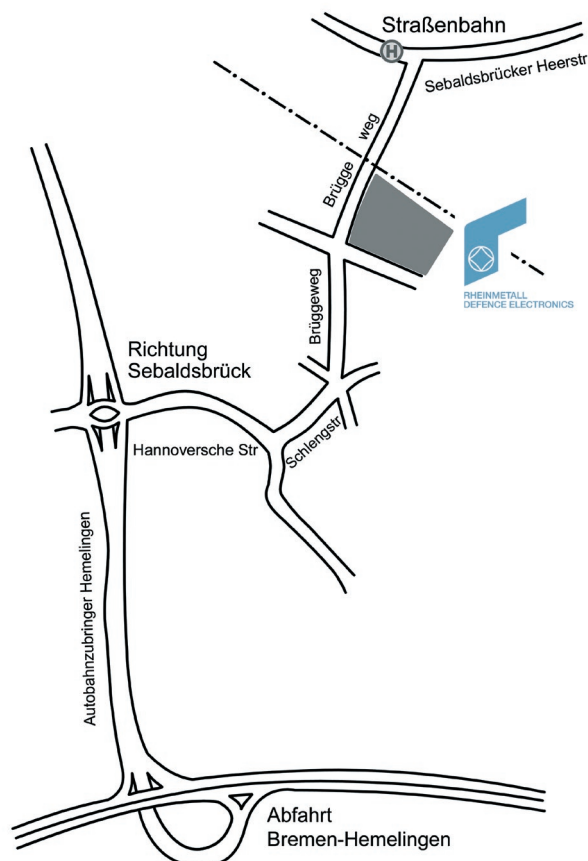 Straßenbahn
H
Sebaldsbrücker Heerstr
Brügge weg
RHEINMETALL
DEFENCE ELECTRONICS
Brüggeweg
Richtung
Sebaldsbrück
Hannoversche Str
Schlengstr
Autobahnzubringer Hemelingen
Abfahrt
Bremen-Hemelingen